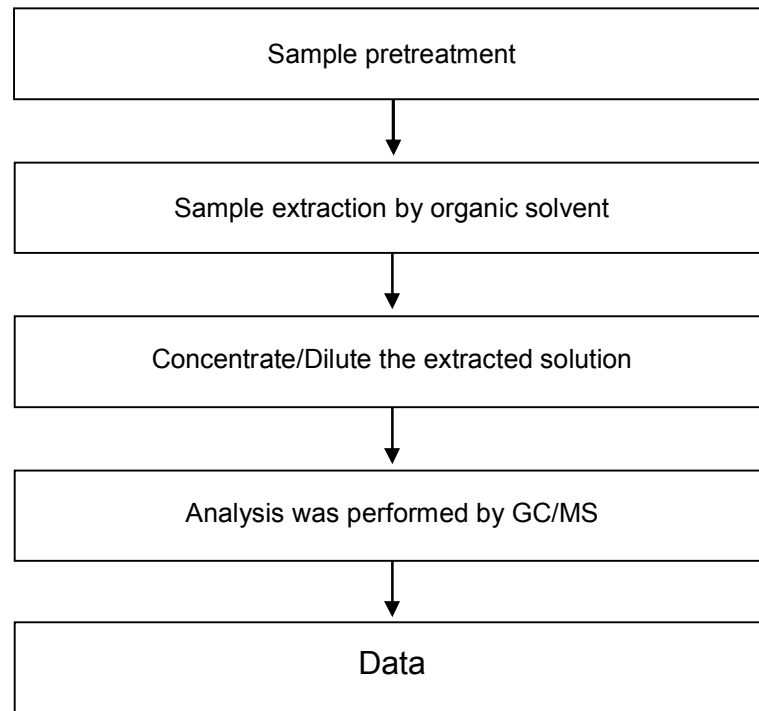 Sample pretreatment
Sample extraction by organic solvent
Concentrate/Dilute the extracted solution
Analysis was performed by GC/MS
Data